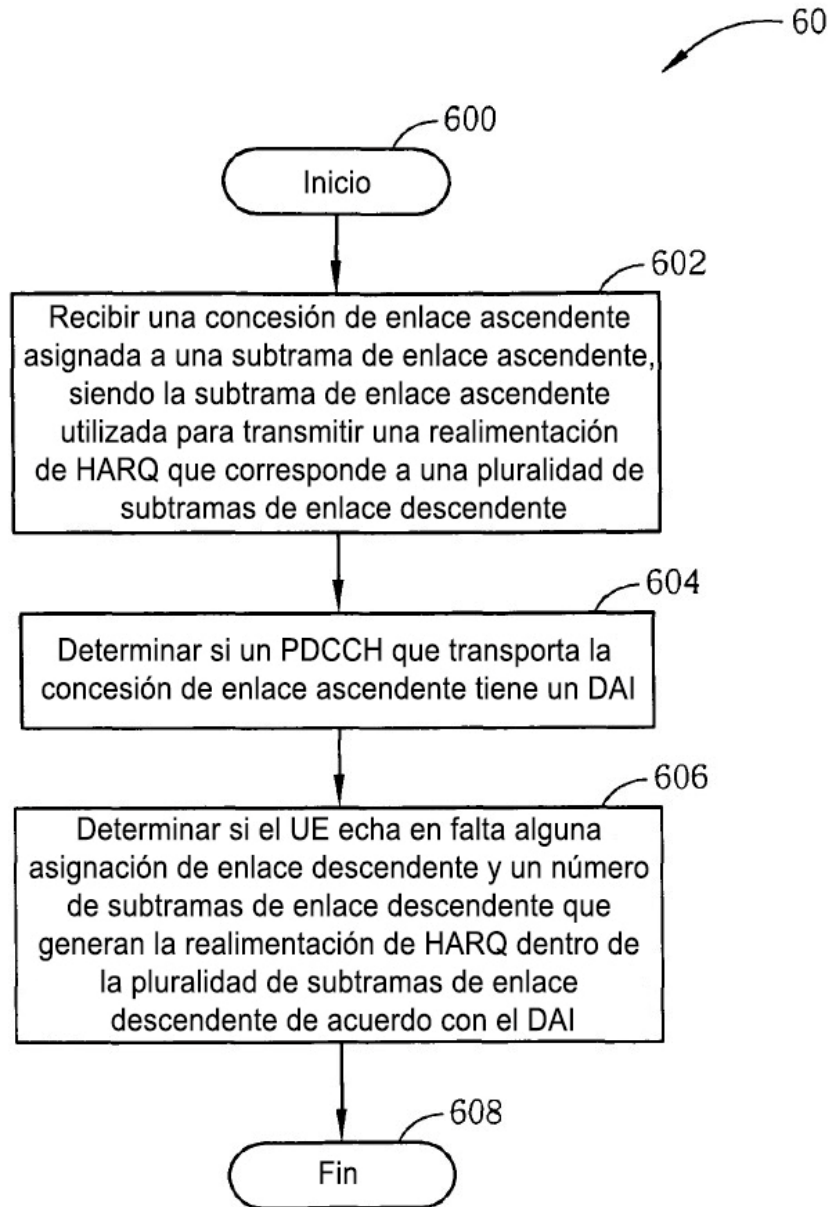 60
600
Inicio
602
Recibir una concesión de enlace ascendente
asignada a una subtrama de enlace ascendente,
siendo la subtrama de enlace ascendente
utilizada para transmitir una realimentación
de HARQ que corresponde a una pluralidad de
subtramas de enlace descendente
604
Determinar si un PDCCH que transporta la
concesión de enlace ascendente tiene un DAI
606
Determinar si el UE echa en falta alguna
asignación de enlace descendente y un número
de subtramas de enlace descendente que
generan la realimentación de HARQ dentro de
la pluralidad de subtramas de enlace
descendente de acuerdo con el DAI
608
Fin